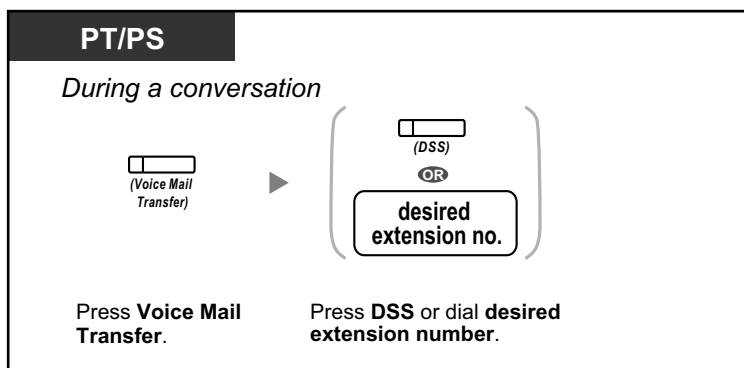 PT/PS
During a conversation
(Voice Mail
Transfer)
(DSS)
OR
desired
extension no.
Press Voice Mail
Transfer.
Press DSS or dial desired
extension number.